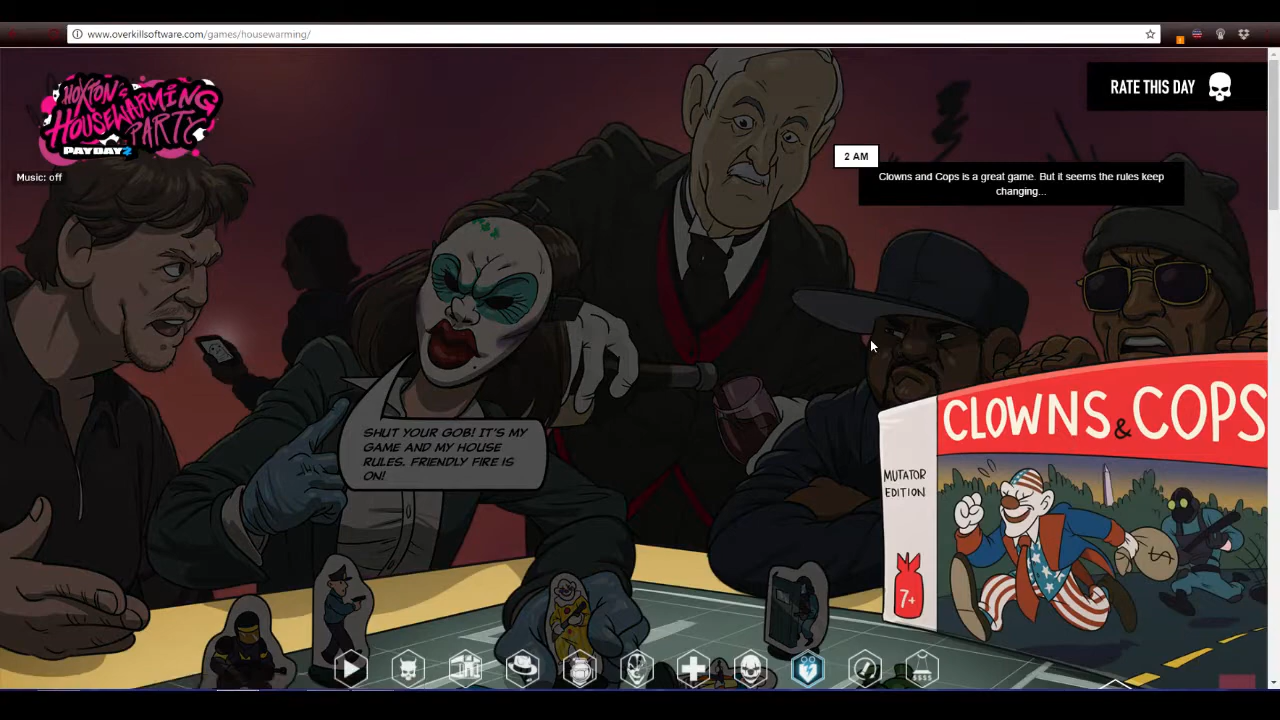 www.overkillsoftware.com/games/housewarming/
HOXTON'S
HOUSEWARMING
PARTY
PAYDAY 2
Music: off
RATE THIS DAY
2 AM
Clowns and Cops is a great game. But it seems the rules keep
changing...
SHUT YOUR GOB! IT'S MY
GAME AND MY HOUSE
RULES. FRIENDLY FIRE IS
ON!
CLOWNS & COPS
MUTATOR
EDITION
7+
$
$$$$